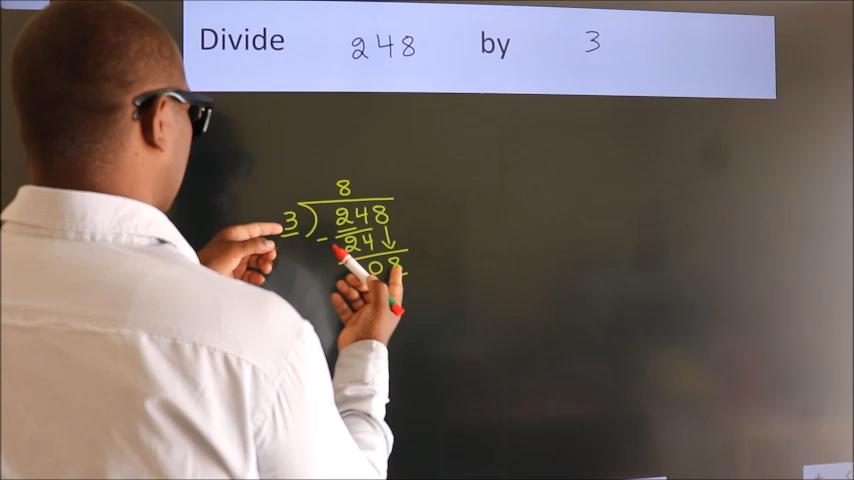 Divide 248 by 3
8
3 ) 248
- 24 ↓
08